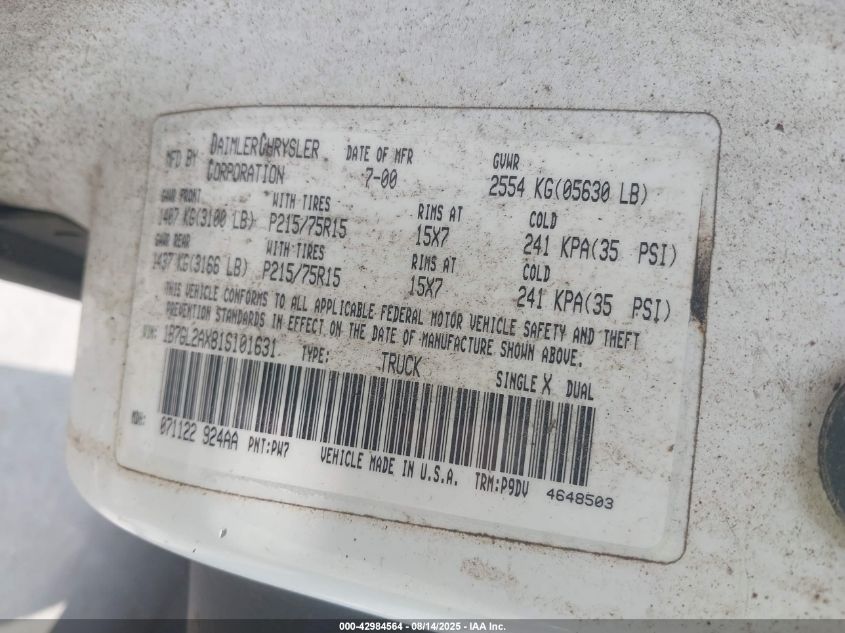 MFD BY DAIMLERCHRYSLER CORPORATION DATE OF MFR 7-00 GVWR 2554 KG(05630 LB)
GAWR FRONT WITH TIRES RIMS AT COLD
1407 KG(3100 LB) P215/75R15 15X7 241 KPA(35 PSI)
GAWR REAR WITH TIRES RIMS AT COLD
1437 KG(3166 LB) P215/75R15 15X7 241 KPA(35 PSI)
THIS VEHICLE CONFORMS TO ALL APPLICABLE FEDERAL MOTOR VEHICLE SAFETY AND THEFT
PREVENTION STANDARDS IN EFFECT ON THE DATE OF MANUFACTURE SHOWN ABOVE.
VIN: 1B7GL2AX81S101631 TYPE: TRUCK SINGLE X DUAL
MDH: 071122 924AA PNT:PW7 VEHICLE MADE IN U.S.A. TRM:P9DV 4648503
000-42984564 - 08/14/2025 - IAA Inc.